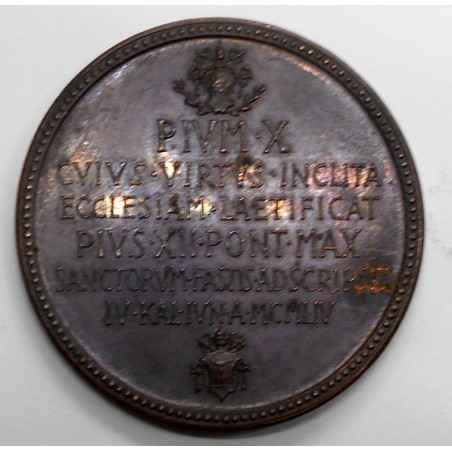 PIVM·X
CVIVS·VIRTVS·INCLITA
ECCLESIAM·LAETIFICAT
PIVS·XII·PONT·MAX
SANCTORVM·FASTIS·ADSCRIPSIT
IV·KAL·IVN·A·MCMLIV